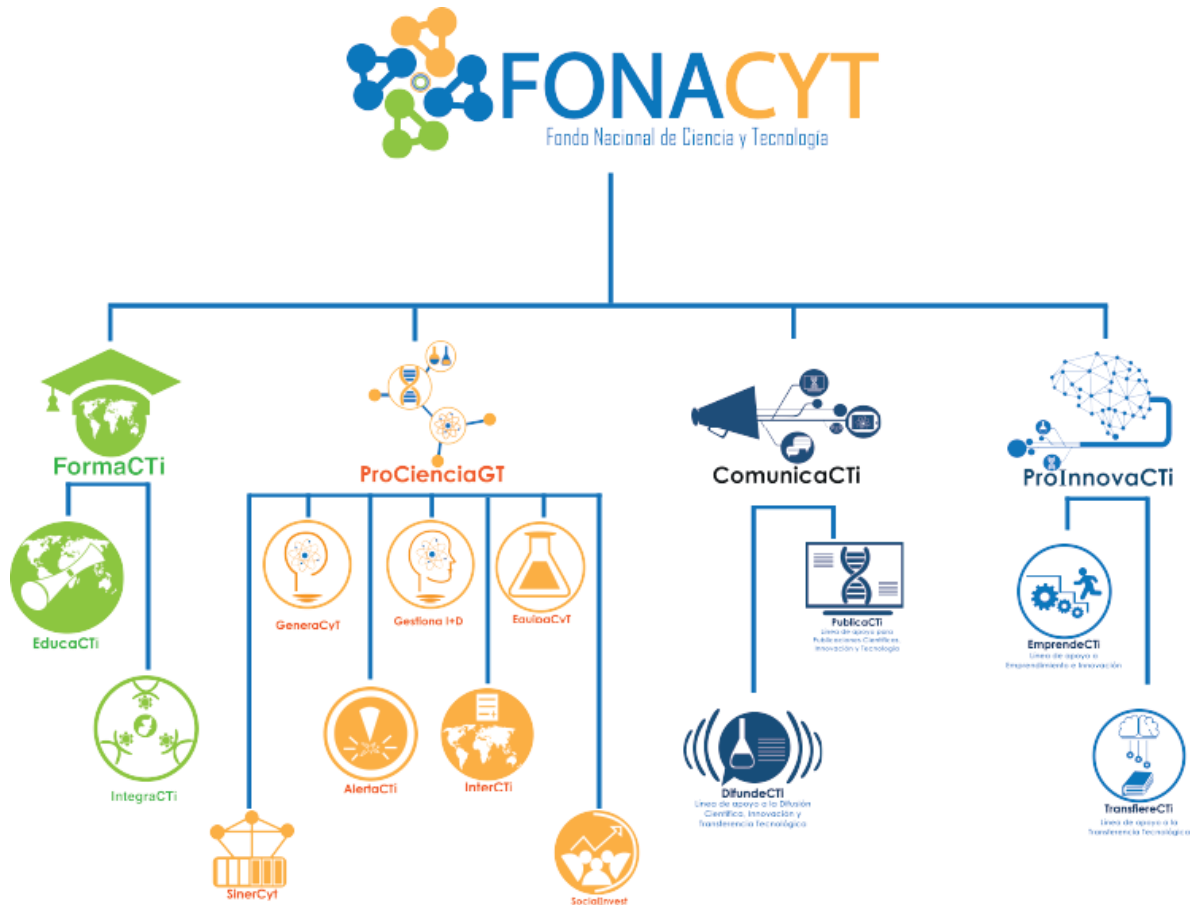 FONACYT
Fondo Nacional de Ciencia y Tecnología
FormaCTi
ProCienciaGT
ComunicaCTi
ProInnovaCTi
EducaCTi
IntegraCTi
GeneraCyT
Gestiona I+D
EquipaCyT
AlertaCTi
InterCTi
SinerCyt
SocialInvest
PublicaCTi
Línea de apoyo para
Publicaciones Científicas,
Innovación y Tecnología
DifundeCTi
Línea de apoyo a la Difusión
Científica, Innovación y
Transferencia Tecnológica
EmprendeCTi
Línea de apoyo a
Emprendimiento e Innovación
TransfiereCTi
Línea de apoyo a la
Transferencia Tecnológica